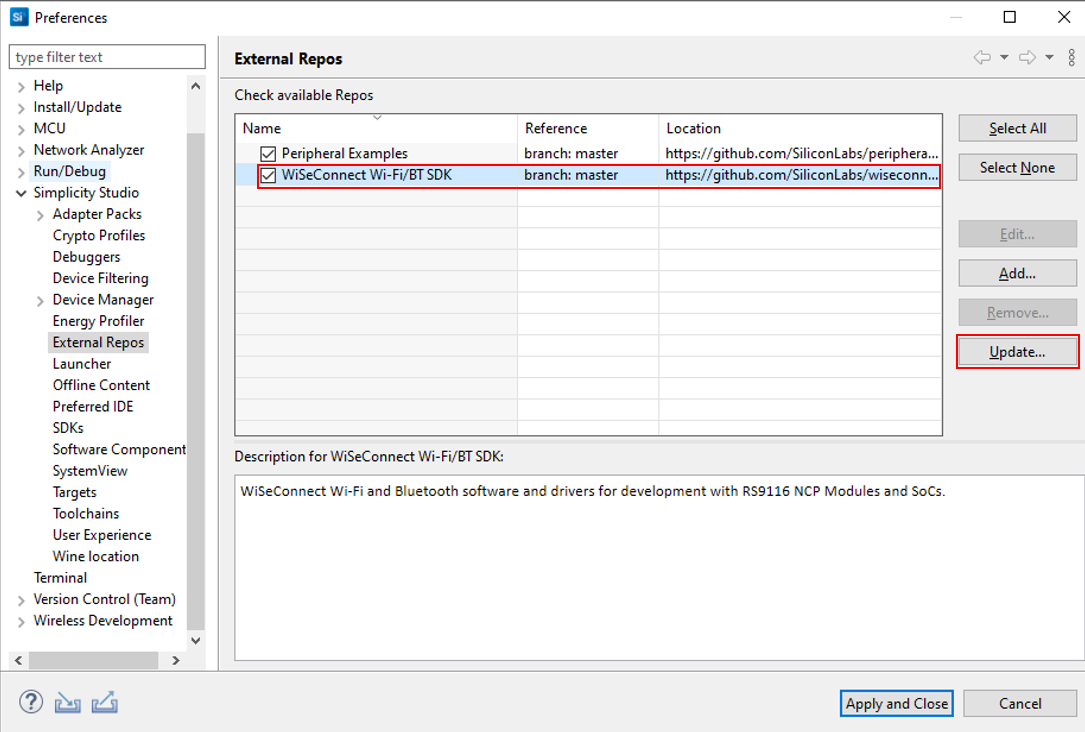 Si Preferences
type filter text
Help
Install/Update
MCU
Network Analyzer
Run/Debug
Simplicity Studio
Adapter Packs
Crypto Profiles
Debuggers
Device Filtering
Device Manager
Energy Profiler
External Repos
Launcher
Offline Content
Preferred IDE
SDKs
Software Component
SystemView
Targets
Toolchains
User Experience
Wine location
Terminal
Version Control (Team)
Wireless Development
External Repos
Check available Repos
Name Reference Location
Peripheral Examples branch: master https://github.com/SiliconLabs/periphera...
WiSeConnect Wi-Fi/BT SDK branch: master https://github.com/SiliconLabs/wiseconn...
Select All
Select None
Edit...
Add...
Remove...
Update...
Description for WiSeConnect Wi-Fi/BT SDK:
WiSeConnect Wi-Fi and Bluetooth software and drivers for development with RS9116 NCP Modules and SoCs.
?
Apply and Close
Cancel